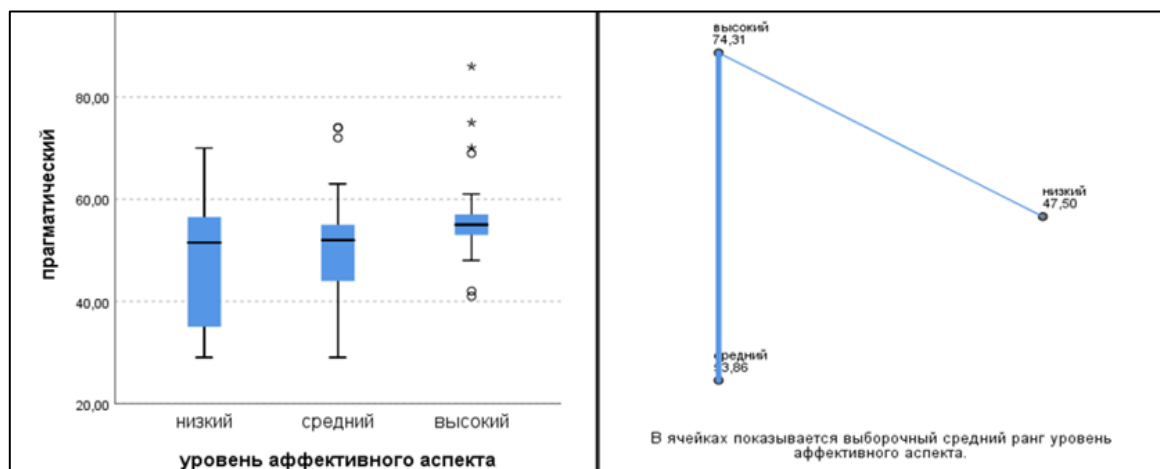 80,00
60,00
40,00
20,00
прагматический
низкий средний высокий
уровень аффективного аспекта
высокий
74,31
низкий
47,50
средний
В ячейках показывается выборочный средний ранг уровень
аффективного аспекта.